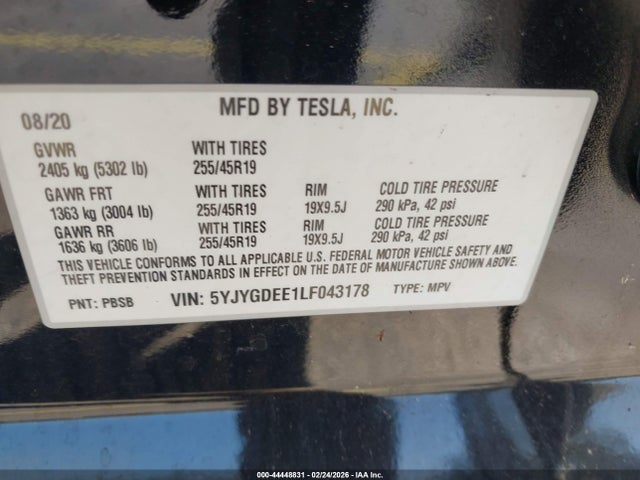 MFD BY TESLA, INC.
08/20
GVWR WITH TIRES
2405 kg (5302 lb) 255/45R19
GAWR FRT WITH TIRES RIM COLD TIRE PRESSURE
1363 kg (3004 lb) 255/45R19 19X9.5J 290 kPa, 42 psi
GAWR RR WITH TIRES RIM COLD TIRE PRESSURE
1636 kg (3606 lb) 255/45R19 19X9.5J 290 kPa, 42 psi
THIS VEHICLE CONFORMS TO ALL APPLICABLE U.S. FEDERAL MOTOR VEHICLE SAFETY AND
THEFT PREVENTION STANDARDS IN EFFECT ON THE DATE OF MANUFACTURE SHOWN ABOVE.
PNT: PBSB VIN: 5YJYGDEE1LF043178 TYPE: MPV
000-44448831 - 02/24/2026 - IAA Inc.